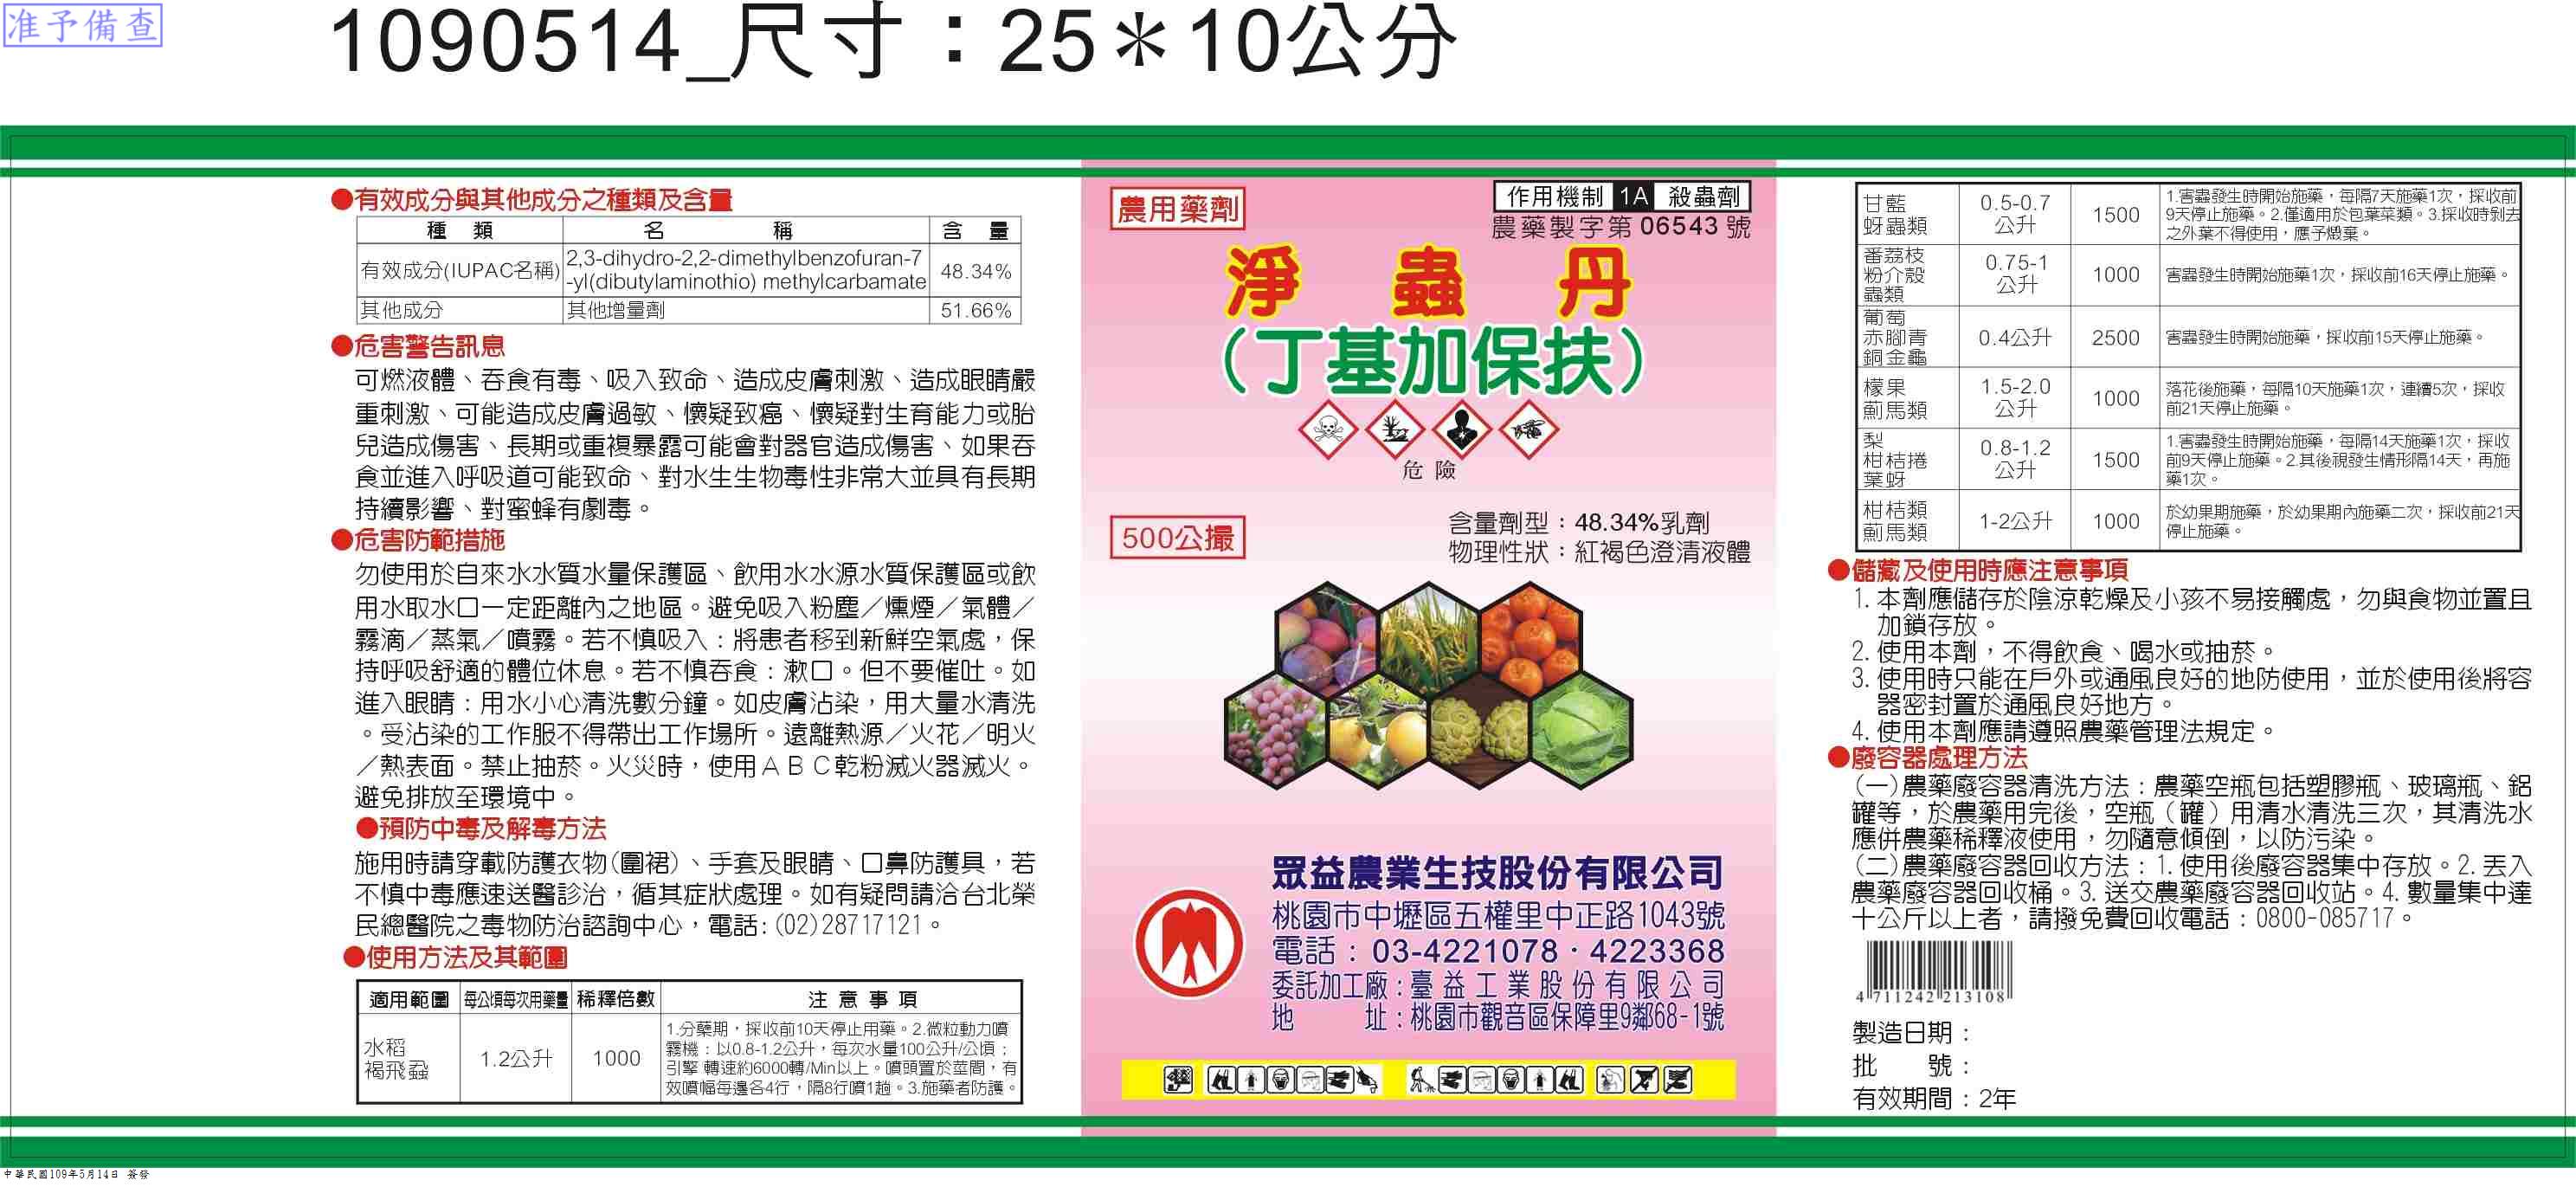 准予備查
1090514_尺寸：25＊10公分
●有效成分與其他成分之種類及含量
種 類 名 稱 含 量
有效成分(IUPAC名稱) 2,3-dihydro-2,2-dimethylbenzofuran-7
-yl(dibutylaminothio) methylcarbamate 48.34%
其他成分 其他增量劑 51.66%
●危害警告訊息
可燃液體、吞食有毒、吸入致命、造成皮膚刺激、造成眼睛嚴
重刺激、可能造成皮膚過敏、懷疑致癌、懷疑對生育能力或胎
兒造成傷害、長期或重複暴露可能會對器官造成傷害、如果吞
食並進入呼吸道可能致命、對水生生物毒性非常大並具有長期
持續影響、對蜜蜂有劇毒。
●危害防範措施
勿使用於自來水水質水量保護區、飲用水水源水質保護區或飲
用水取水口一定距離內之地區。避免吸入粉塵／燻煙／氣體／
霧滴／蒸氣／噴霧。若不慎吸入：將患者移到新鮮空氣處，保
持呼吸舒適的體位休息。若不慎吞食：漱口。但不要催吐。如
進入眼睛：用水小心清洗數分鐘。如皮膚沾染，用大量水清洗
。受沾染的工作服不得帶出工作場所。遠離熱源／火花／明火
／熱表面。禁止抽菸。火災時，使用ＡＢＣ乾粉滅火器滅火。
避免排放至環境中。
●預防中毒及解毒方法
施用時請穿載防護衣物(圍裙)、手套及眼睛、口鼻防護具，若
不慎中毒應速送醫診治，循其症狀處理。如有疑問請洽台北榮
民總醫院之毒物防治諮詢中心，電話:(02)28717121。
●使用方法及其範圍
適用範圍 每公頃每次用藥量 稀釋倍數 注 意 事 項
水稻
褐飛蝨 1.2公升 1000
1.分蘗期，採收前10天停止用藥。2.微粒動力噴
霧機：以0.8-1.2公升，每次水量100公升/公頃；
引擎 轉速約6000轉/Min以上。噴頭置於莖間，有
效噴幅每邊各4行，隔8行噴1趟。3.施藥者防護。
農用藥劑
作用機制 1A 殺蟲劑
農藥製字第 06543 號
淨 蟲 丹
（丁基加保扶）
危險
500公撮
含量劑型：48.34%乳劑
物理性狀：紅褐色澄清液體
眾益農業生技股份有限公司
桃園市中壢區五權里中正路1043號
電話：03-4221078．4223368
委託加工廠：臺益工業股份有限公司
地 址：桃園市觀音區保障里9鄰68-1號
甘藍
蚜蟲類 0.5-0.7
公升 1500
1.害蟲發生時開始施藥，每隔7天施藥1次，採收前
9天停止施藥。2.僅適用於包葉菜類。3.採收時剝去
之外葉不得使用，應予燬棄。
番荔枝
粉介殼
蟲類 0.75-1
公升 1000 害蟲發生時開始施藥1次，採收前16天停止施藥。
葡萄
赤腳青
銅金龜 0.4公升 2500 害蟲發生時開始施藥，採收前15天停止施藥。
檬果
薊馬類 1.5-2.0
公升 1000
落花後施藥，每隔10天施藥1次，連續5次，採收
前21天停止施藥。
梨
柑桔捲
葉蚜 0.8-1.2
公升 1500
1.害蟲發生時開始施藥，每隔14天施藥1次，採收
前9天停止施藥。2.其後視發生情形隔14天，再施
藥1次。
柑桔類
薊馬類 1-2公升 1000
於幼果期施藥，於幼果期內施藥二次，採收前21天
停止施藥。
●儲藏及使用時應注意事項
1. 本劑應儲存於陰涼乾燥及小孩不易接觸處，勿與食物並置且
加鎖存放。
2. 使用本劑，不得飲食、喝水或抽菸。
3. 使用時只能在戶外或通風良好的地防使用，並於使用後將容
器密封置於通風良好地方。
4. 使用本劑應請遵照農藥管理法規定。
●廢容器處理方法
(一)農藥廢容器清洗方法：農藥空瓶包括塑膠瓶、玻璃瓶、鋁
罐等，於農藥用完後，空瓶（罐）用清水清洗三次，其清洗水
應併農藥稀釋液使用，勿隨意傾倒，以防污染。
(二)農藥廢容器回收方法：1. 使用後廢容器集中存放。2. 丟入
農藥廢容器回收桶。3. 送交農藥廢容器回收站。4. 數量集中達
十公斤以上者，請撥免費回收電話：0800-085717。
4 711242 213108
製造日期：
批 號：
有效期間：2年
中華民國109年5月14日 簽發